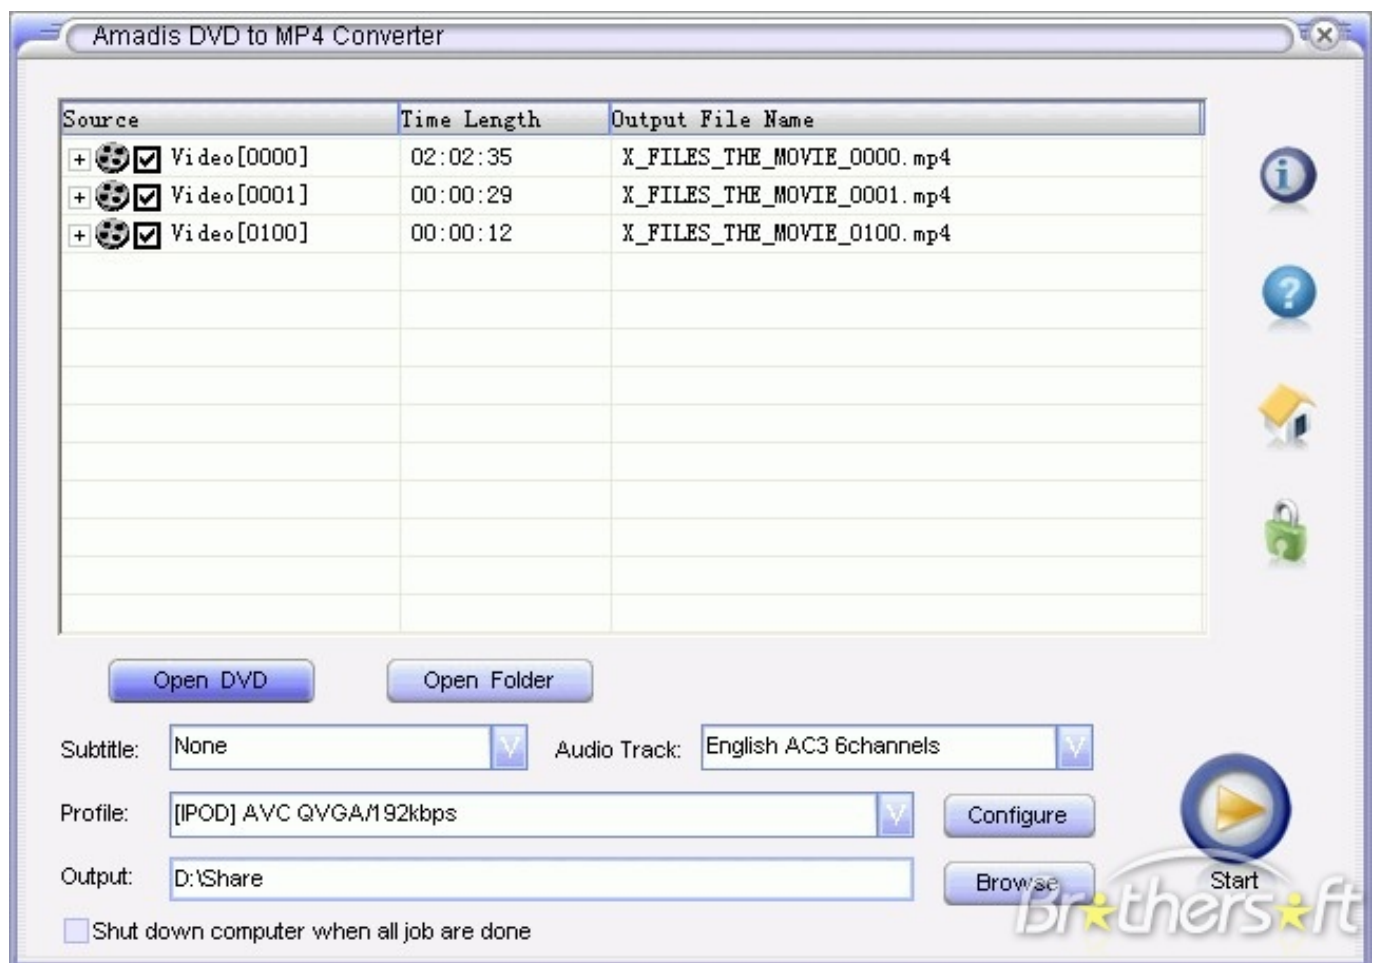 Amadis DVD to MP4 Converter
Source Time Length Output File Name
Video[0000] 02:02:35 X_FILES_THE_MOVIE_0000.mp4
Video[0001] 00:00:29 X_FILES_THE_MOVIE_0001.mp4
Video[0100] 00:00:12 X_FILES_THE_MOVIE_0100.mp4
Open DVD Open Folder
Subtitle: None Audio Track: English AC3 6channels
Profile: [IPOD] AVC QVGA/192kbps Configure
Output: D:\Share Browse Start
Brothersoft
Shut down computer when all job are done